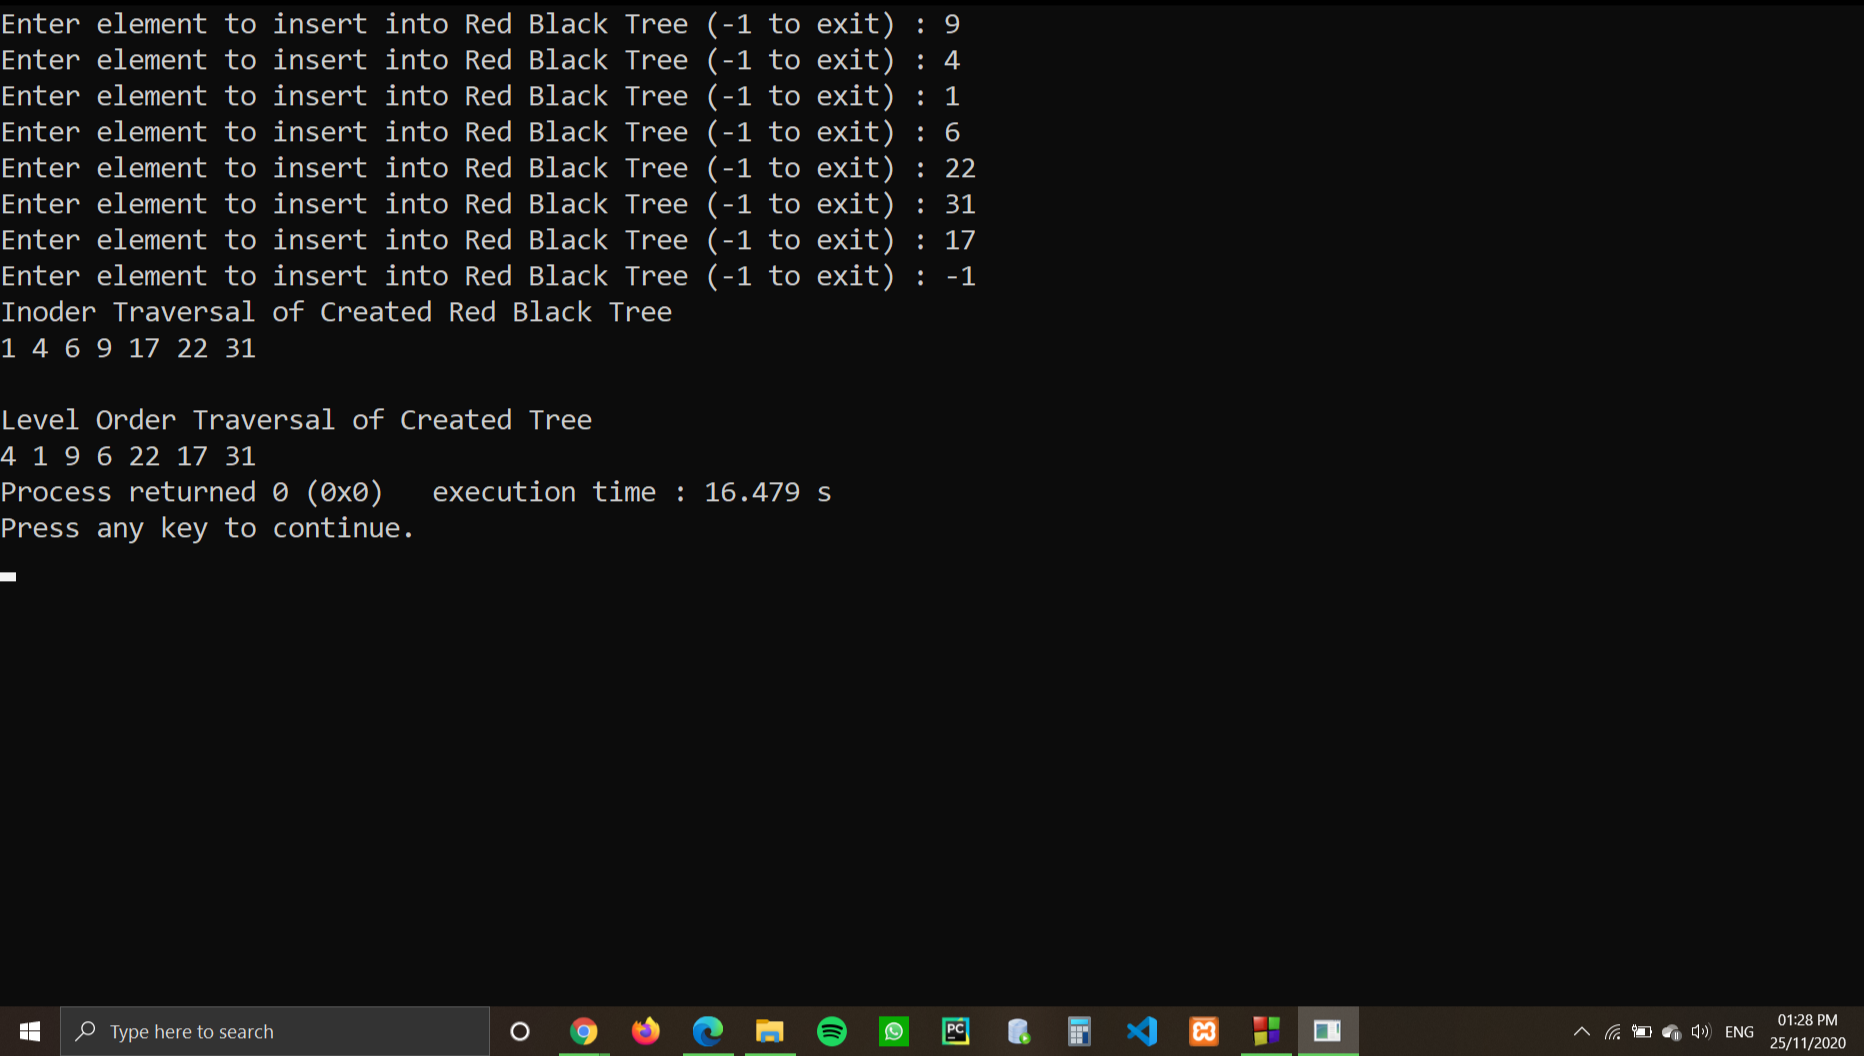 Enter element to insert into Red Black Tree (-1 to exit) : 9
Enter element to insert into Red Black Tree (-1 to exit) : 4
Enter element to insert into Red Black Tree (-1 to exit) : 1
Enter element to insert into Red Black Tree (-1 to exit) : 6
Enter element to insert into Red Black Tree (-1 to exit) : 22
Enter element to insert into Red Black Tree (-1 to exit) : 31
Enter element to insert into Red Black Tree (-1 to exit) : 17
Enter element to insert into Red Black Tree (-1 to exit) : -1
Inoder Traversal of Created Red Black Tree
1 4 6 9 17 22 31
Level Order Traversal of Created Tree
4 1 9 6 22 17 31
Process returned 0 (0x0)   execution time : 16.479 s
Press any key to continue.
Type here to search
PC
ENG
01:28 PM
25/11/2020